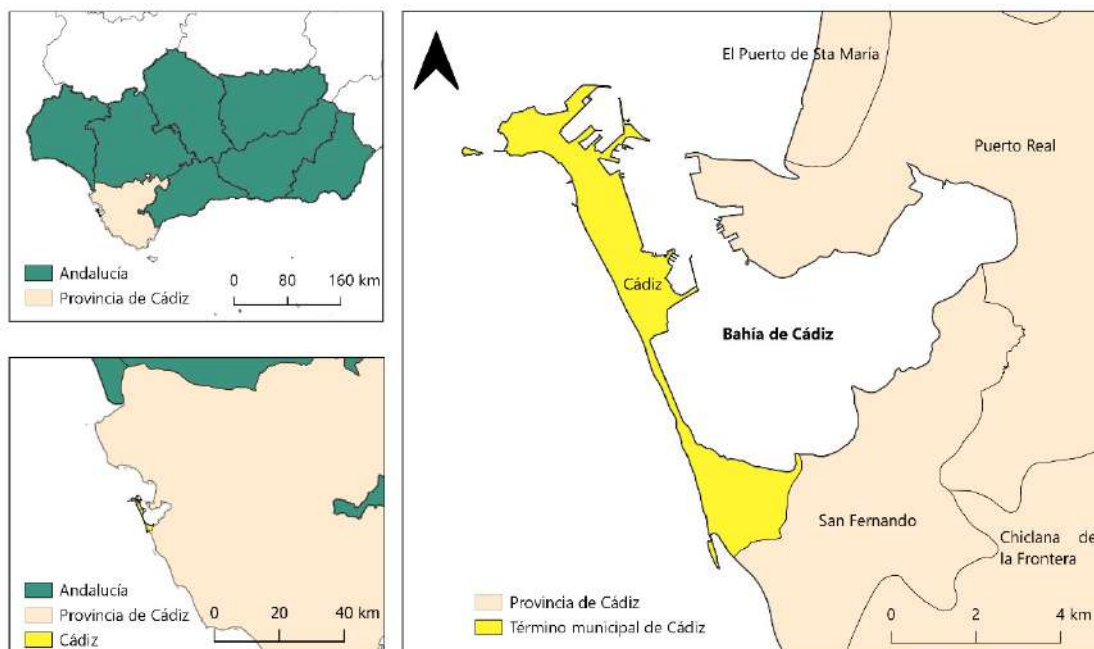 Andalucía
Provincia de Cádiz
0 80 160 km
Andalucía
Provincia de Cádiz
Cádiz
0 20 40 km
El Puerto de Sta María
Puerto Real
Cádiz
Bahía de Cádiz
San Fernando
Chiclana de
la Frontera
Provincia de Cádiz
Término municipal de Cádiz
0 2 4 km